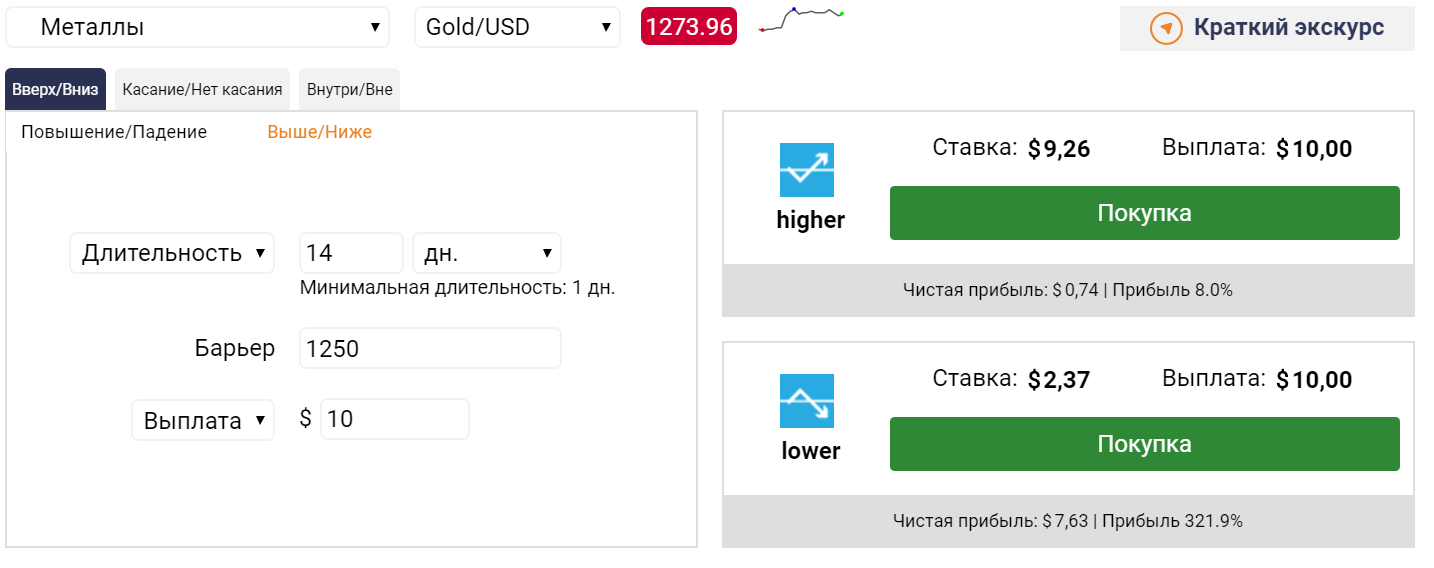 Металлы ▼ Gold/USD ▼ 1273.96 Краткий экскурс
Вверх/Вниз Касание/Нет касания Внутри/Вне
Повышение/Падение Выше/Ниже
Длительность ▼ 14 дн. ▼
Минимальная длительность: 1 дн.
Барьер 1250
Выплата ▼ $ 10
Ставка: $9,26 Выплата: $10,00
higher
Покупка
Чистая прибыль: $0,74 | Прибыль 8.0%
Ставка: $2,37 Выплата: $10,00
lower
Покупка
Чистая прибыль: $7,63 | Прибыль 321.9%